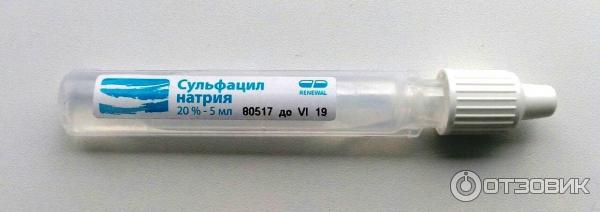 Сульфацил
натрия
20 % - 5 мл 80517 до VI 19
RENEWAL
ОТЗОВИК